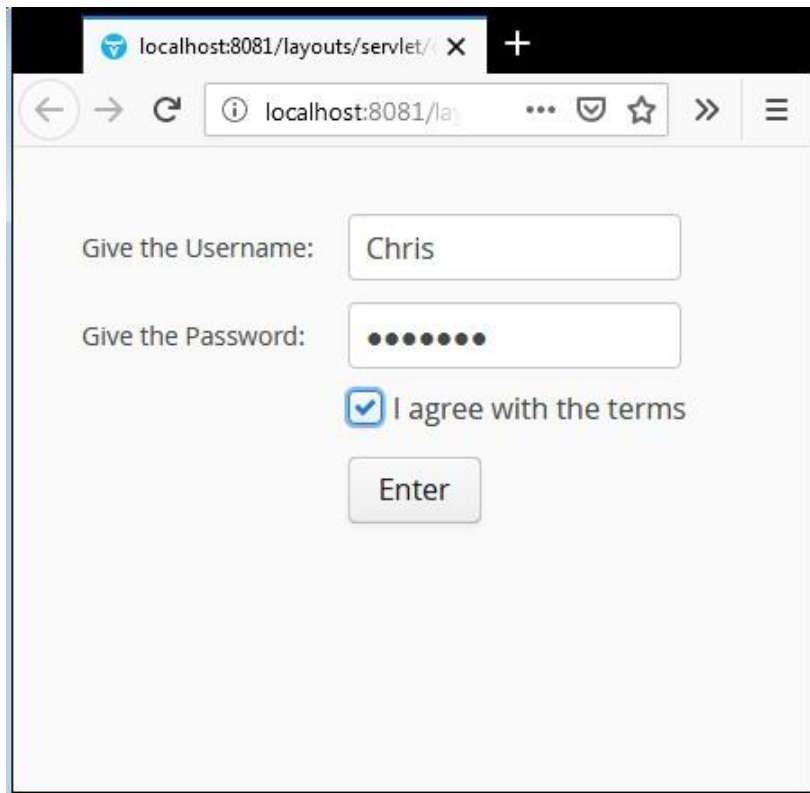 localhost:8081/layouts/servlet/
localhost:8081/la
Give the Username: Chris
Give the Password: ●●●●●●●
I agree with the terms
Enter